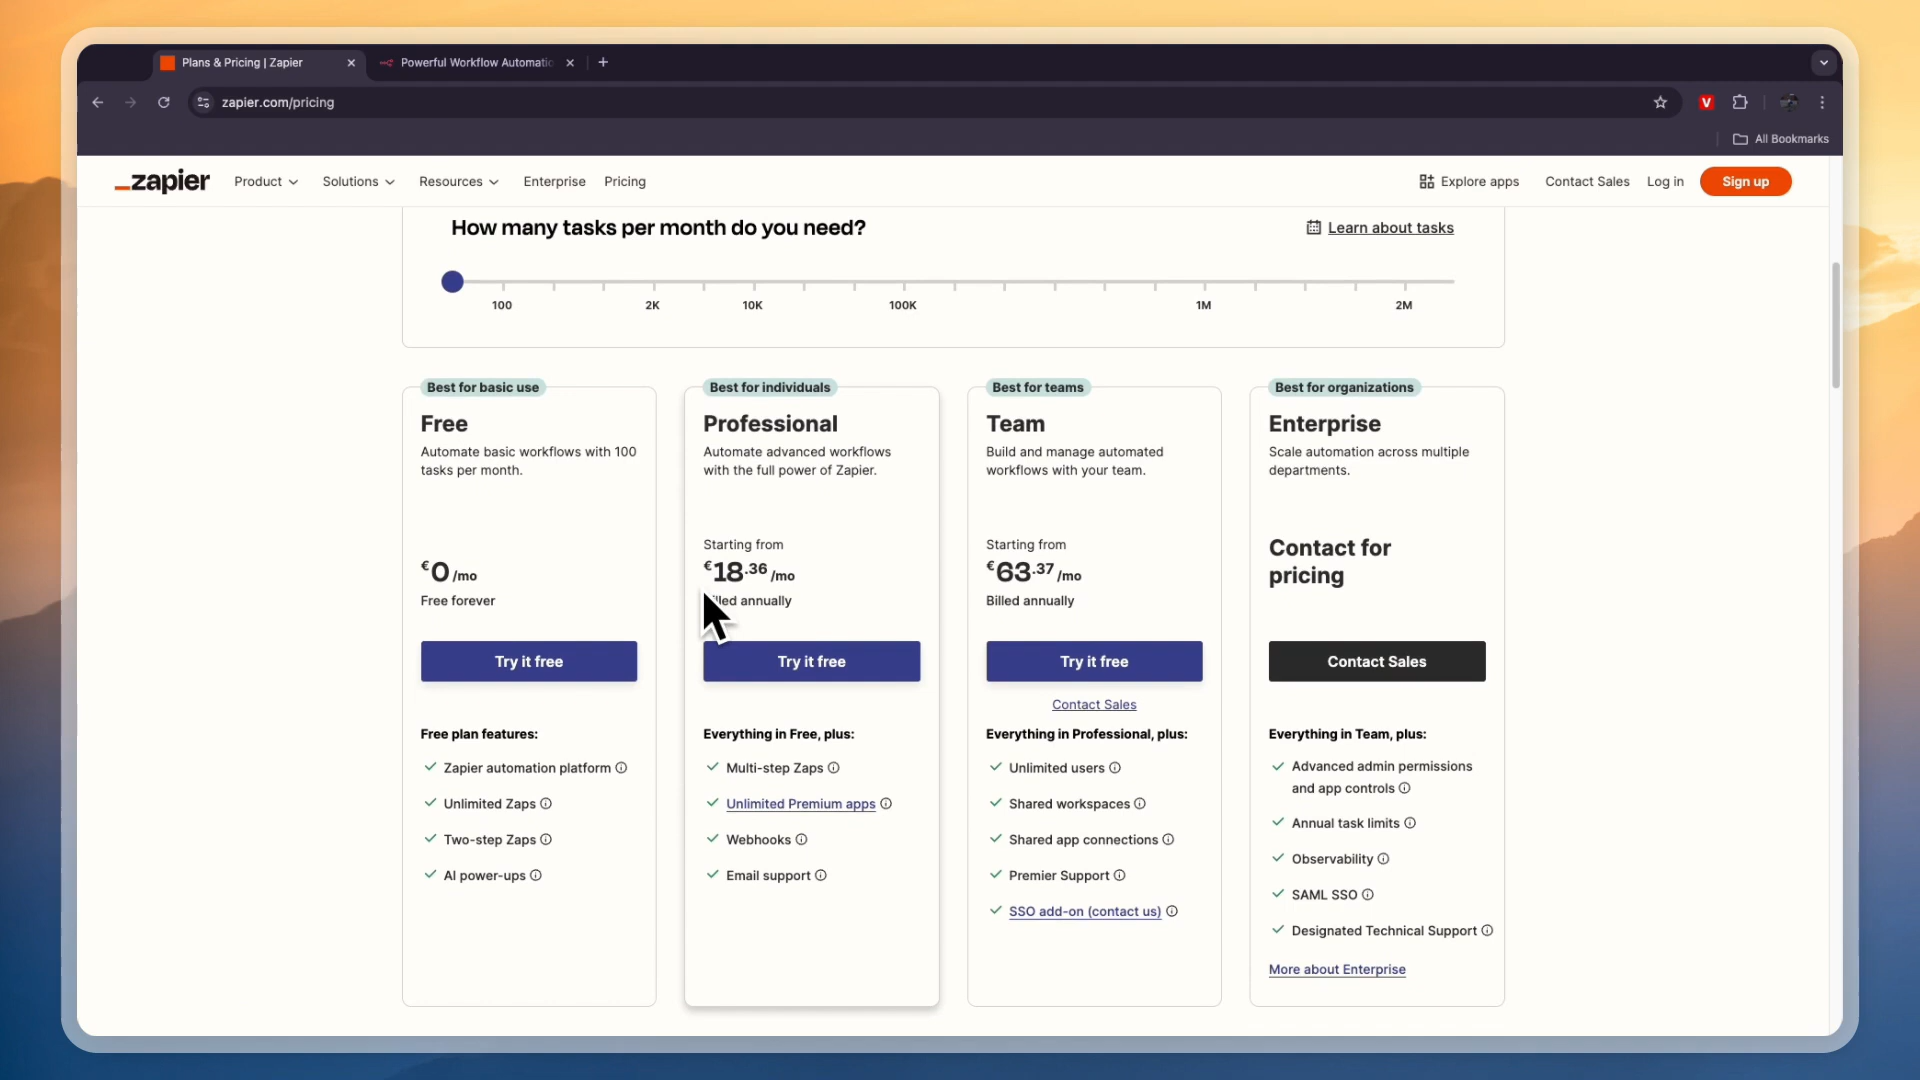 Plans & Pricing | Zapier
Powerful Workflow Automatio
zapier.com/pricing
V
All Bookmarks
zapier
Product
Solutions
Resources
Enterprise
Pricing
Explore apps
Contact Sales
Log in
Sign up
How many tasks per month do you need?
Learn about tasks
100
2K
10K
100K
1M
2M
Best for basic use
Free
Automate basic workflows with 100
tasks per month.
€0 /mo
Free forever
Try it free
Free plan features:
Zapier automation platform
Unlimited Zaps
Two-step Zaps
AI power-ups
Best for individuals
Professional
Automate advanced workflows
with the full power of Zapier.
Starting from
€18.36 /mo
annually
Try it free
Everything in Free, plus:
Multi-step Zaps
Unlimited Premium apps
Webhooks
Email support
Best for teams
Team
Build and manage automated
workflows with your team.
Starting from
€63.37 /mo
Billed annually
Try it free
Contact Sales
Everything in Professional, plus:
Unlimited users
Shared workspaces
Shared app connections
Premier Support
SSO add-on (contact us)
Best for organizations
Enterprise
Scale automation across multiple
departments.
Contact for
pricing
Contact Sales
Everything in Team, plus:
Advanced admin permissions
and app controls
Annual task limits
Observability
SAML SSO
Designated Technical Support
More about Enterprise